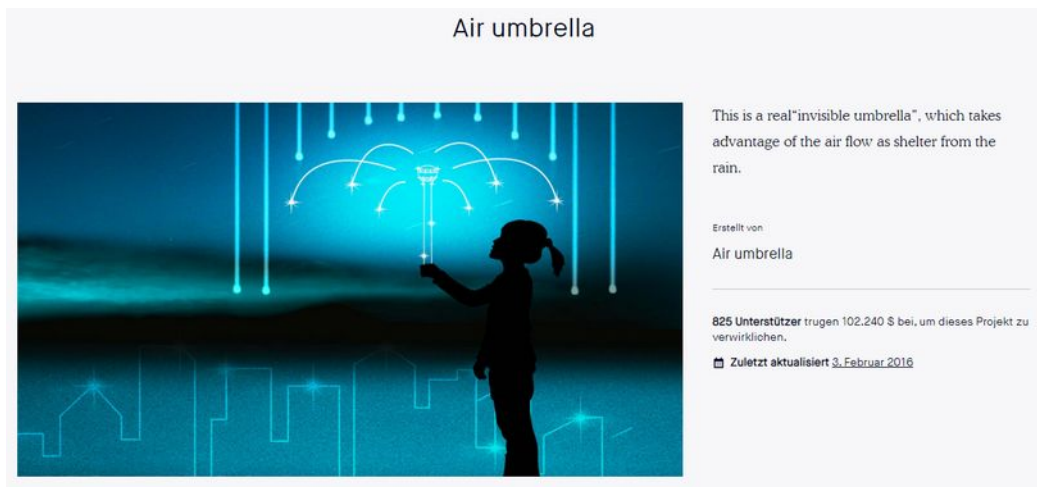 Air umbrella
This is a real“invisible umbrella”, which takes
advantage of the air flow as shelter from the
rain.
Erstellt von
Air umbrella
825 Unterstützer trugen 102.240 $ bei, um dieses Projekt zu
verwirklichen.
Zuletzt aktualisiert 3. Februar 2016